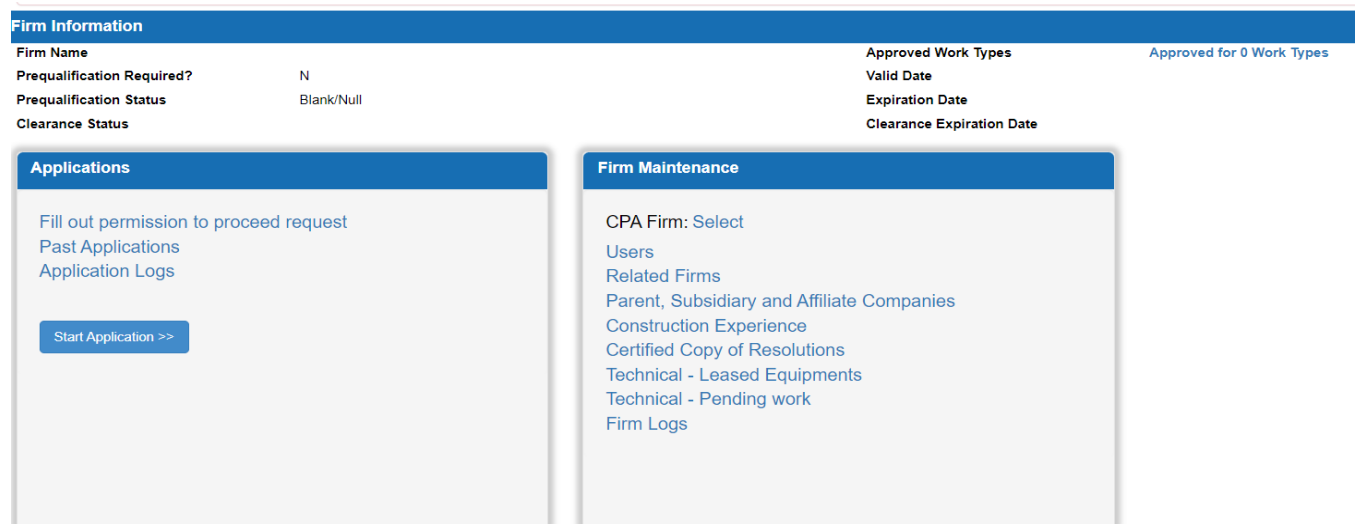 Firm Information
Firm Name
Approved Work Types Approved for 0 Work Types
Prequalification Required? N
Valid Date
Prequalification Status Blank/Null
Expiration Date
Clearance Status
Clearance Expiration Date
Applications
Fill out permission to proceed request
Past Applications
Application Logs
Start Application >>
Firm Maintenance
CPA Firm: Select
Users
Related Firms
Parent, Subsidiary and Affiliate Companies
Construction Experience
Certified Copy of Resolutions
Technical - Leased Equipments
Technical - Pending work
Firm Logs